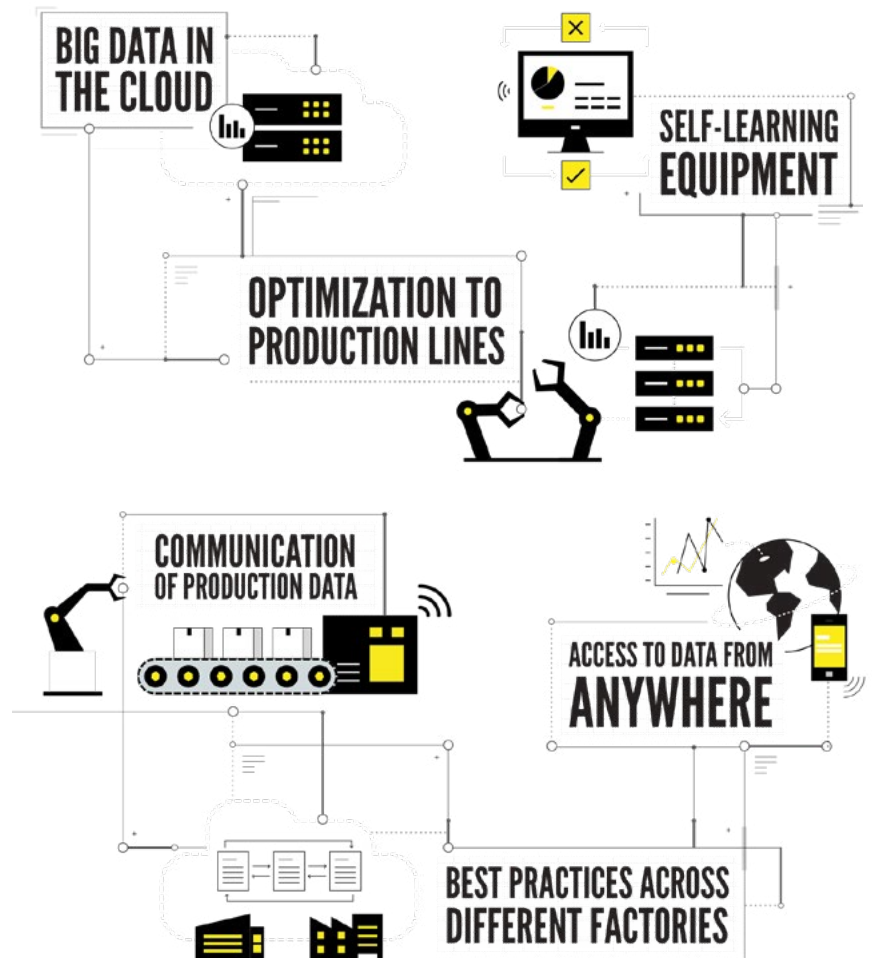 BIG DATA IN
THE CLOUD
SELF-LEARNING
EQUIPMENT
OPTIMIZATION TO
PRODUCTION LINES
COMMUNICATION
OF PRODUCTION DATA
ACCESS TO DATA FROM
ANYWHERE
BEST PRACTICES ACROSS
DIFFERENT FACTORIES